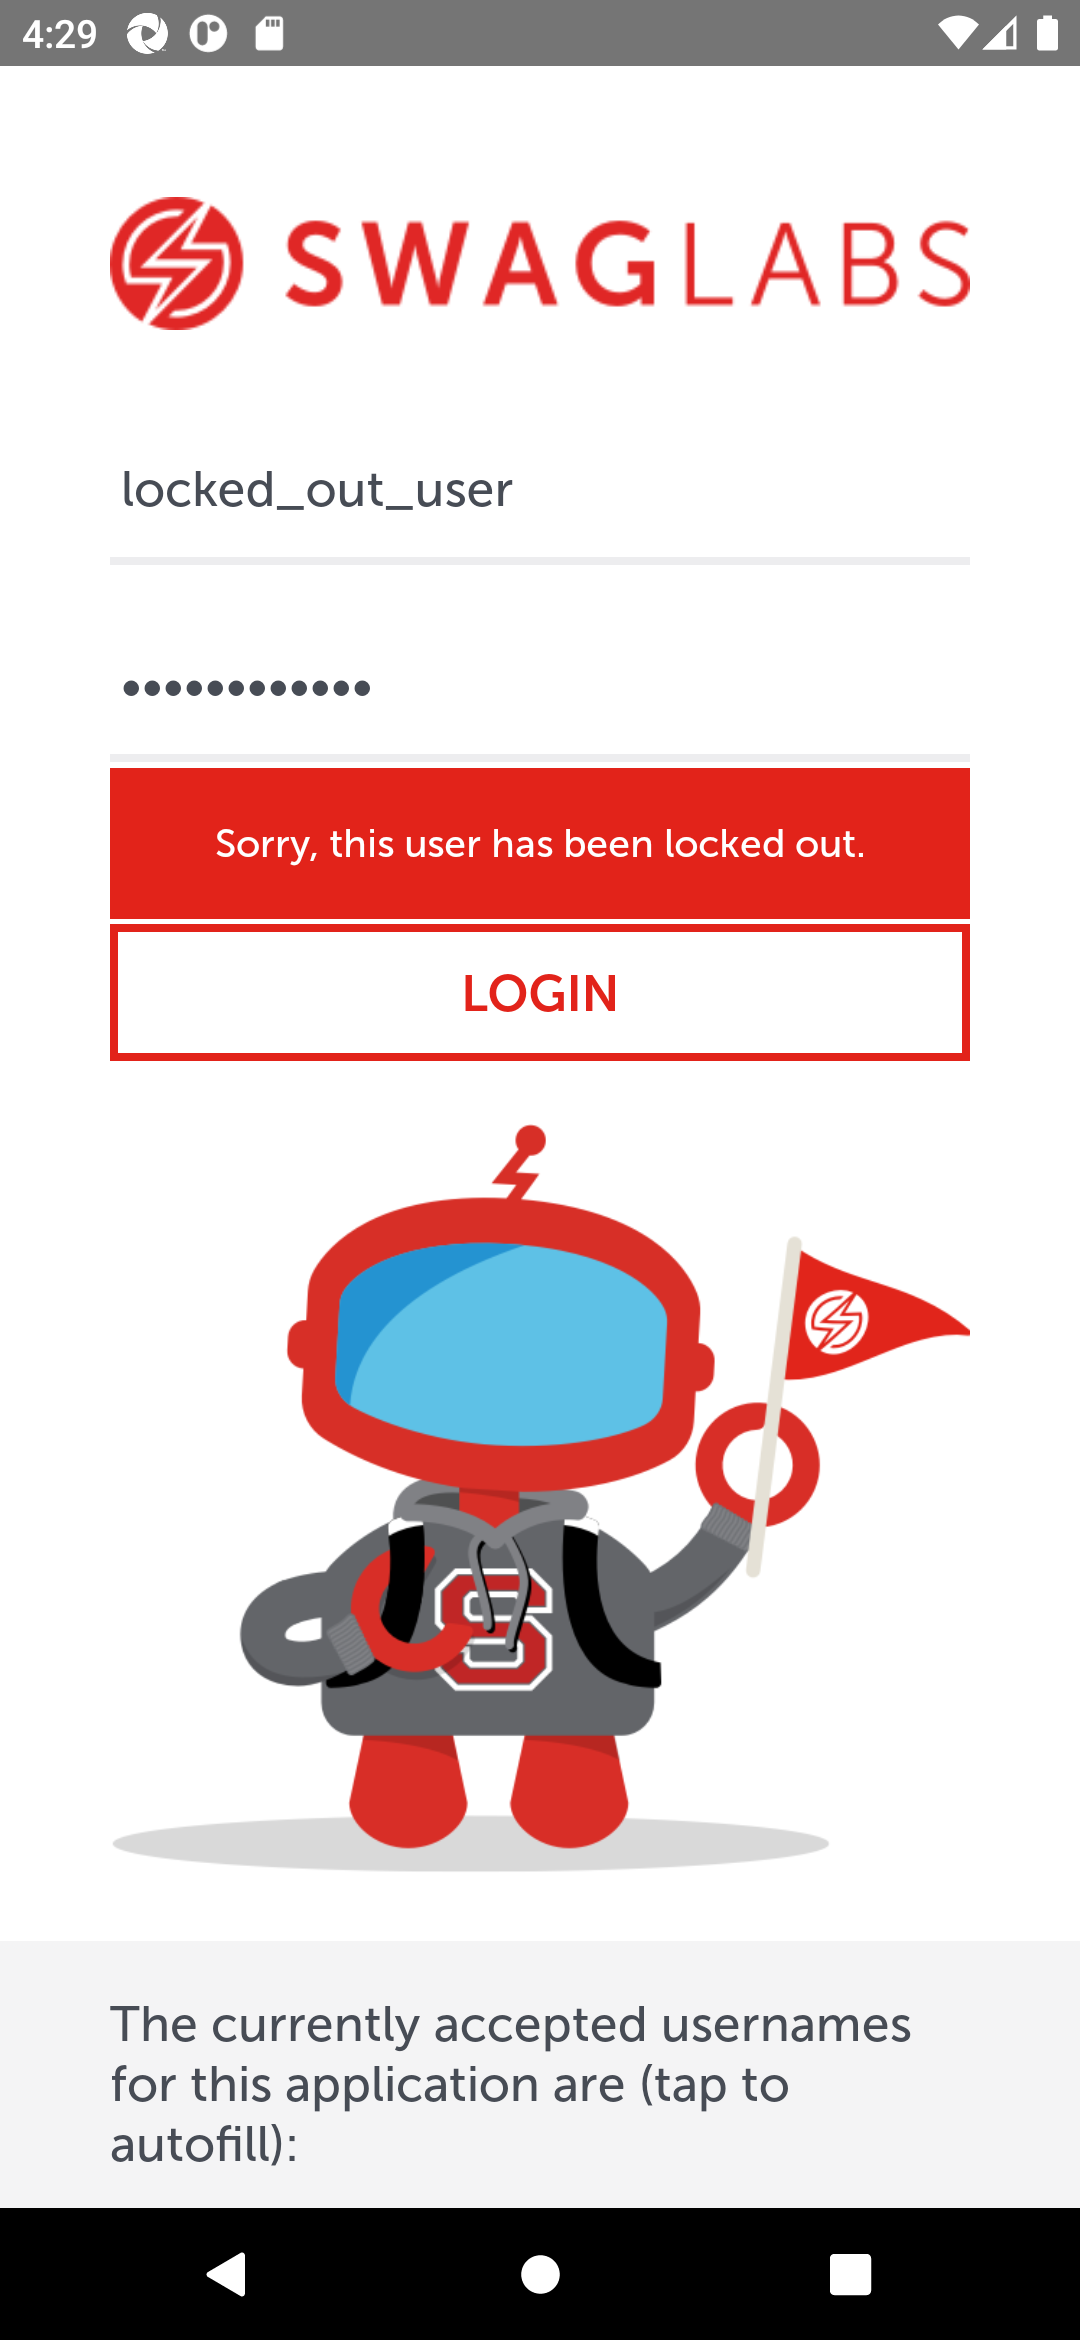 4:29
SWAGLABS
locked_out_user
••••••••••••
Sorry, this user has been locked out.
LOGIN
S
The currently accepted usernames
for this application are (tap to
autofill):